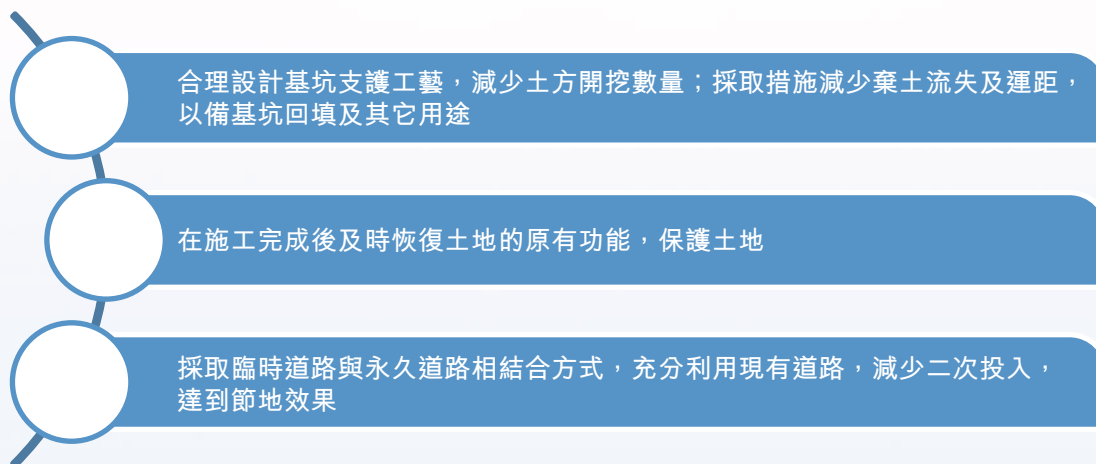 合理設計基坑支護工藝，減少土方開挖數量；採取措施減少棄土流失及運距，
以備基坑回填及其它用途
在施工完成後及時恢復土地的原有功能，保護土地
採取臨時道路與永久道路相結合方式，充分利用現有道路，減少二次投入，
達到節地效果